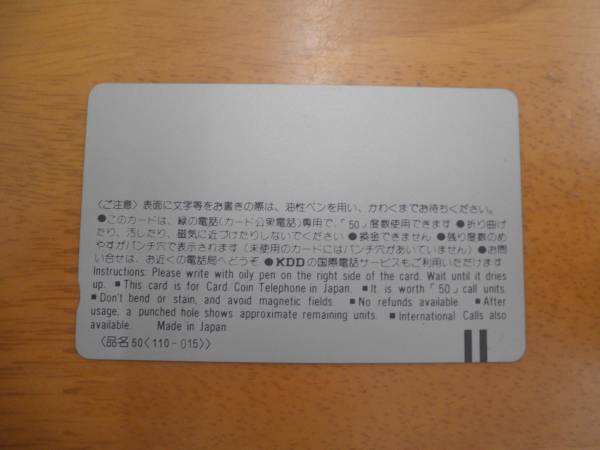 〈ご注意〉表面に文字等をお書きの際は、油性ペンを用い、かわくまでお待ちください。
●このカードは、緑の電話(カード公衆電話)専用で、「50」度数使用できます ●折り曲げ
たり、汚したり、磁気に近づけたりしないでください ●換金できません ●残り度数のめ
やすがパンチ穴で表示されます(未使用のカードにはパンチ穴があいていません) ●お問
い合せは、お近くの電話局へどうぞ ●KDDの国際電話サービスもご利用いただけます
Instructions: Please write with oily pen on the right side of the card. Wait until it dries
up. ■ This card is for Card. Coin Telephone in Japan. ■ It is worth「50」call units.
■ Don't bend or stain, and avoid magnetic fields. ■ No refunds available. ■ After
usage, a punched hole shows approximate remaining units. ■ International Calls also
available. Made in Japan
〈品名 50〈110-015〉〉